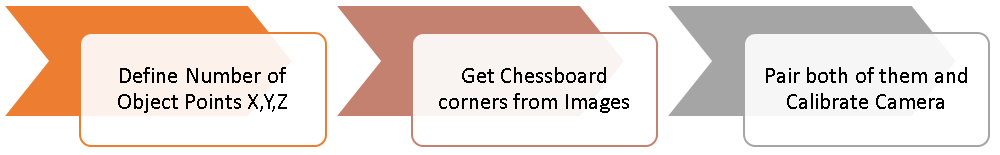 Define Number of
Object Points X,Y,Z
Get Chessboard
corners from Images
Pair both of them and
Calibrate Camera